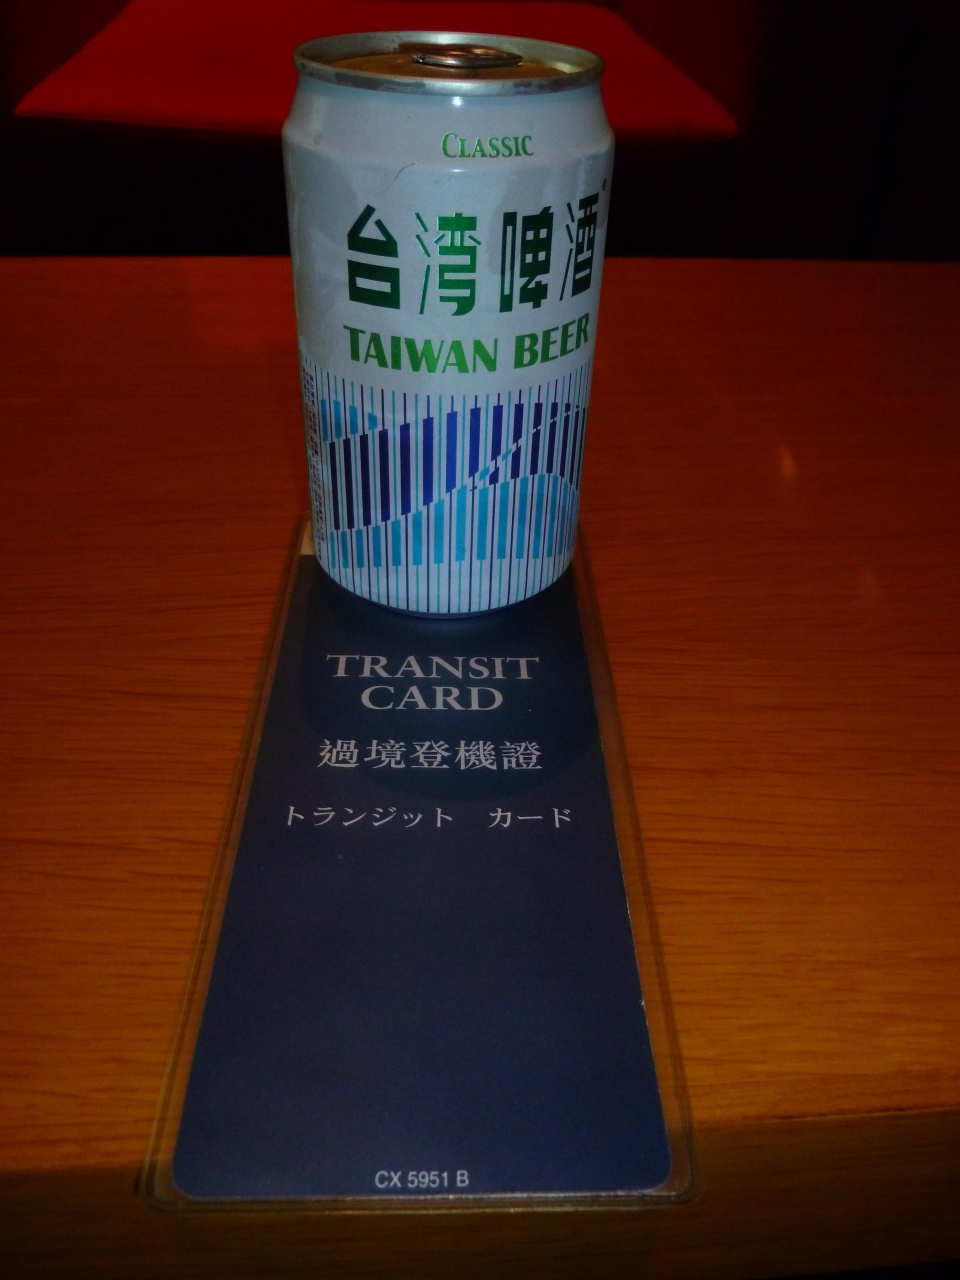 CLASSIC
台湾啤酒
TAIWAN BEER
TRANSIT
CARD
過境登機證
トランジット　カード
CX 5951 B